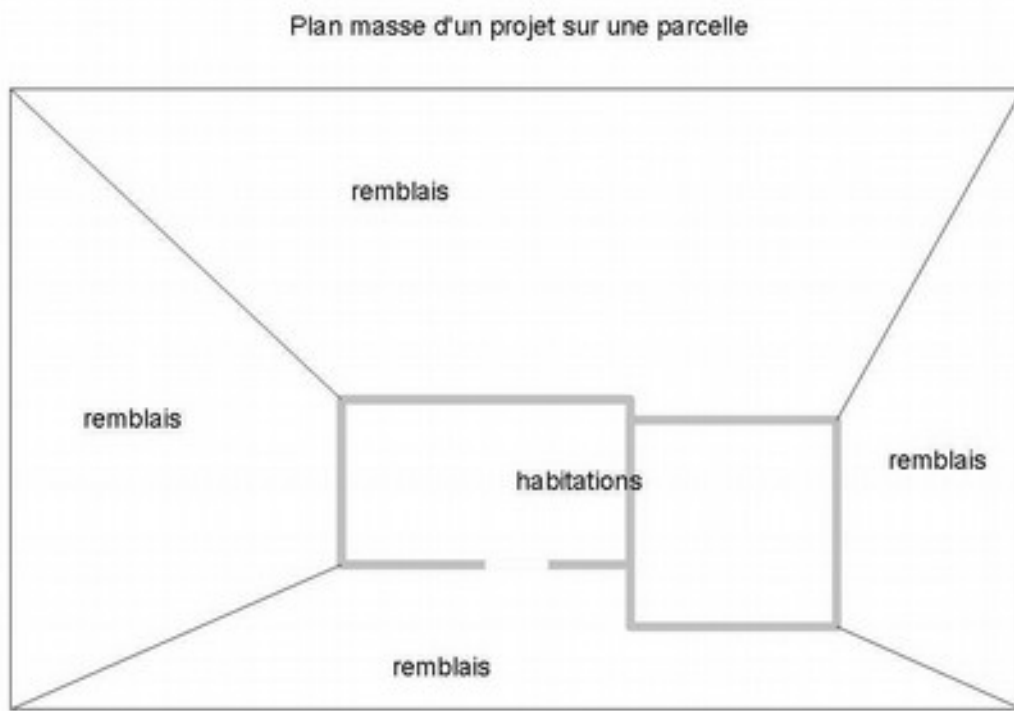 Plan masse d'un projet sur une parcelle
remblais
remblais
habitations
remblais
remblais